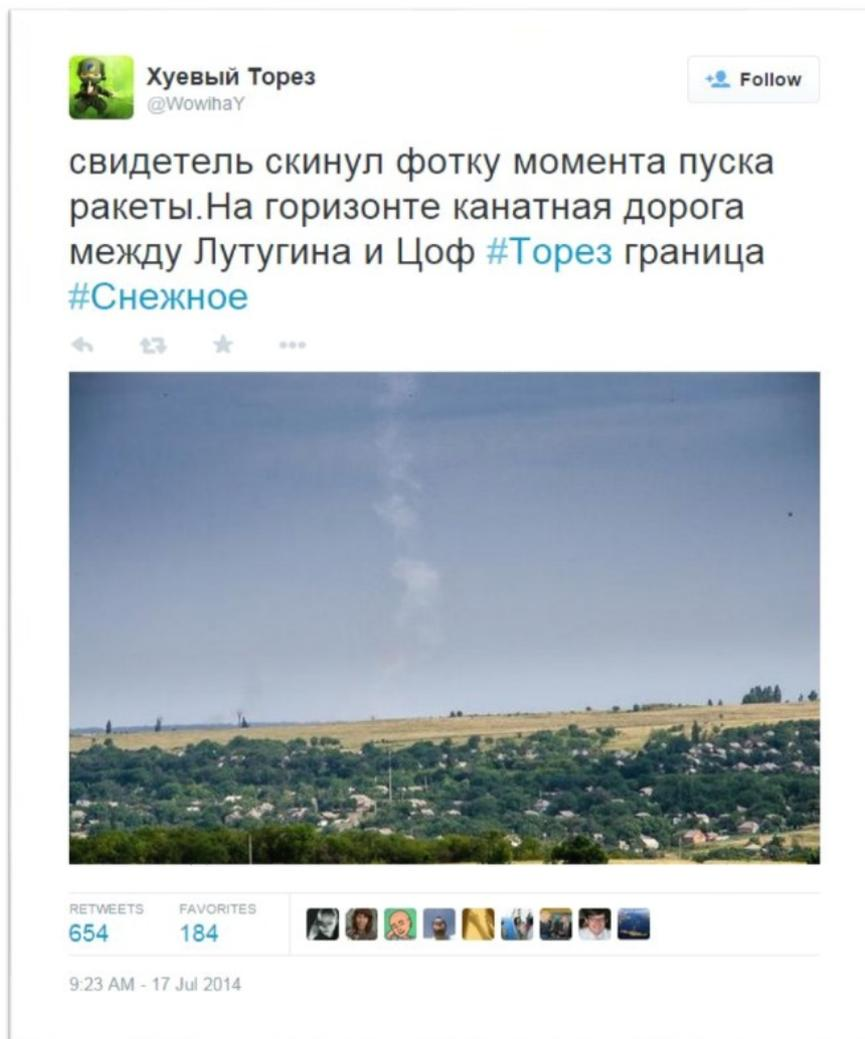 Хуевый Торез
@WowihaY
Follow
свидетель скинул фотку момента пуска
ракеты.На горизонте канатная дорога
между Лутугина и Цоф #Торез граница
#Снежное
RETWEETS
654
FAVORITES
184
9:23 AM - 17 Jul 2014